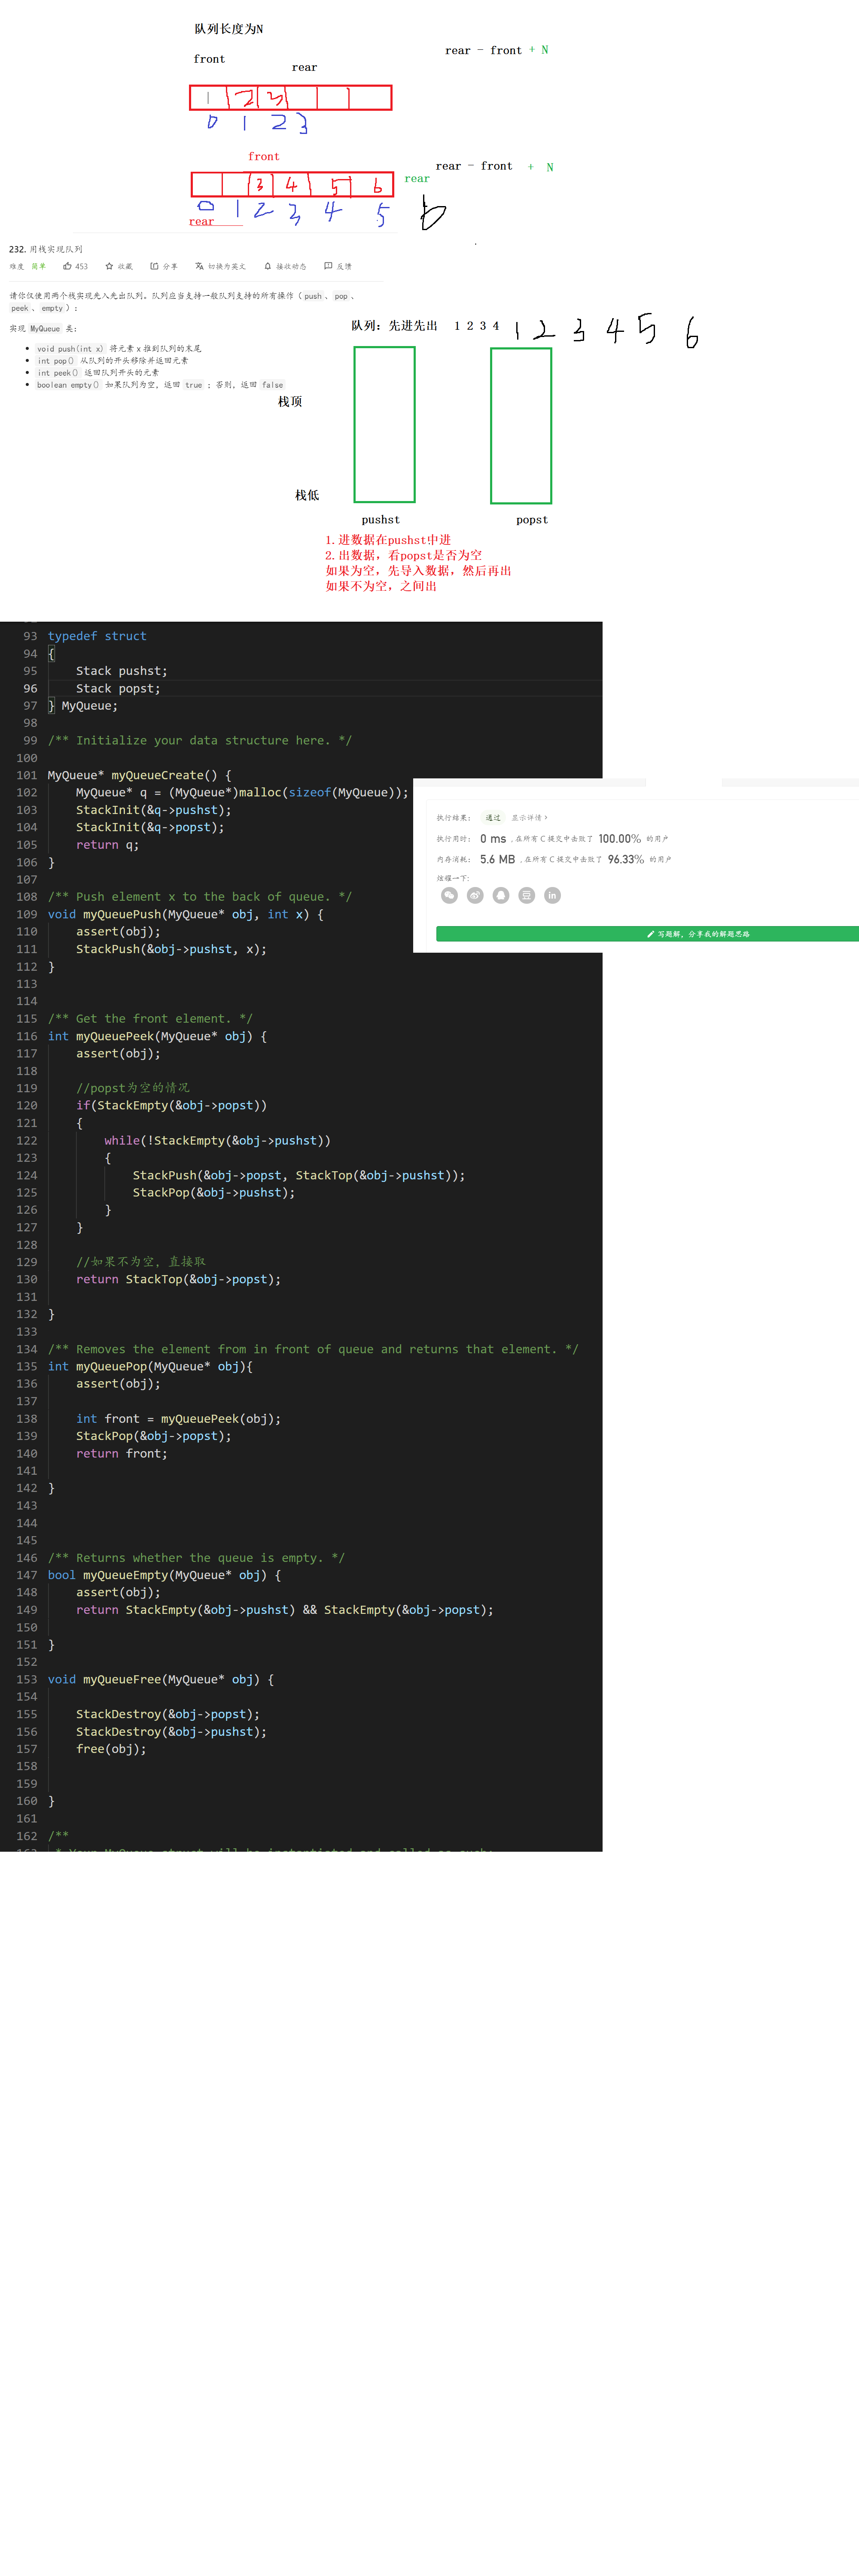 队列长度为N
front
rear
rear - front + N
1 2 3
0 1 2 3
front
rear - front + N
rear
3 4 5 6
0 1 2 3 4 5 6
rear
232. 用栈实现队列
难度 简单 453 收藏 分享 切换为英文 接收动态 反馈
请你仅使用两个栈实现先入先出队列。队列应当支持一般队列支持的所有操作（push、pop、
peek、empty）：
实现 MyQueue 类：
void push(int x) 将元素 x 推到队列的末尾
int pop() 从队列的开头移除并返回元素
int peek() 返回队列开头的元素
boolean empty() 如果队列为空，返回 true ；否则，返回 false
队列：先进先出 1 2 3 4 1 2 3 4 5 6
栈顶
栈低
pushst popst
1.进数据在pushst中进
2.出数据，看popst是否为空
如果为空，先导入数据，然后再出
如果不为空，之间出
93 typedef struct
94 {
95 Stack pushst;
96 Stack popst;
97 } MyQueue;
98
99 /** Initialize your data structure here. */
100
101 MyQueue* myQueueCreate() {
102 MyQueue* q = (MyQueue*)malloc(sizeof(MyQueue));
103 StackInit(&q->pushst);
104 StackInit(&q->popst);
105 return q;
106 }
107
108 /** Push element x to the back of queue. */
109 void myQueuePush(MyQueue* obj, int x) {
110 assert(obj);
111 StackPush(&obj->pushst, x);
112 }
113
114
115 /** Get the front element. */
116 int myQueuePeek(MyQueue* obj) {
117 assert(obj);
118
119 //popst为空的情况
120 if(StackEmpty(&obj->popst))
121 {
122 while(!StackEmpty(&obj->pushst))
123 {
124 StackPush(&obj->popst, StackTop(&obj->pushst));
125 StackPop(&obj->pushst);
126 }
127 }
128
129 //如果不为空，直接取
130 return StackTop(&obj->popst);
131
132 }
133
134 /** Removes the element from in front of queue and returns that element. */
135 int myQueuePop(MyQueue* obj){
136 assert(obj);
137
138 int front = myQueuePeek(obj);
139 StackPop(&obj->popst);
140 return front;
141
142 }
143
144
145
146 /** Returns whether the queue is empty. */
147 bool myQueueEmpty(MyQueue* obj) {
148 assert(obj);
149 return StackEmpty(&obj->pushst) && StackEmpty(&obj->popst);
150
151 }
152
153 void myQueueFree(MyQueue* obj) {
154
155 StackDestroy(&obj->popst);
156 StackDestroy(&obj->pushst);
157 free(obj);
158
159
160 }
161
162 /**
执行结果： 通过 显示详情 >
执行用时： 0 ms , 在所有 C 提交中击败了 100.00% 的用户
内存消耗： 5.6 MB , 在所有 C 提交中击败了 96.33% 的用户
炫耀一下:
豆 in
写题解，分享我的解题思路